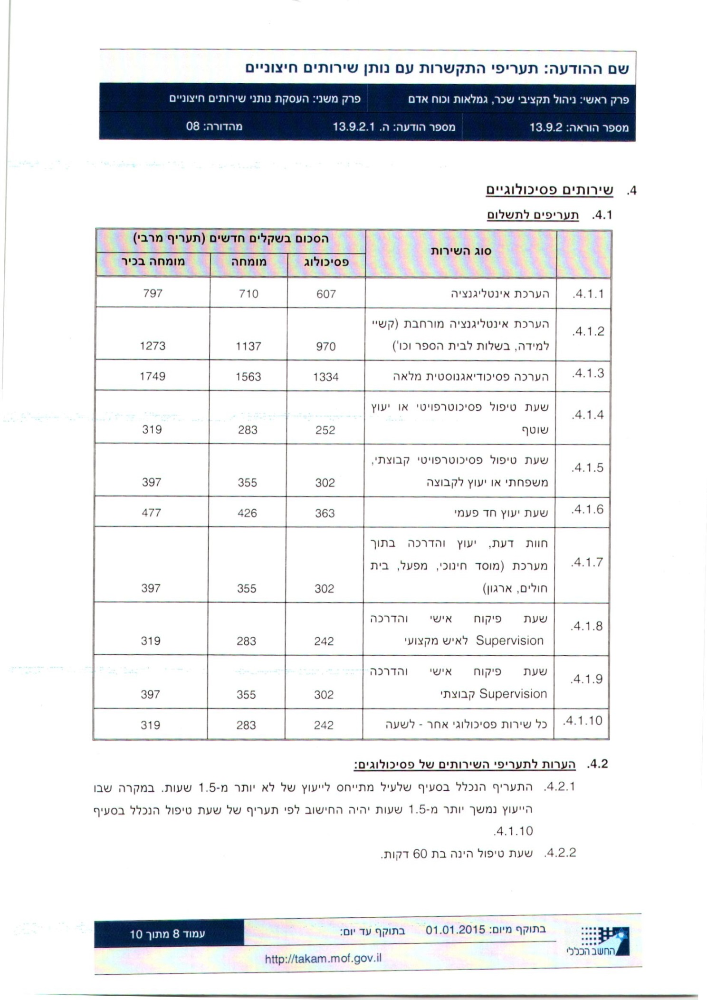 שם ההודעה: תעריפי התקשרות עם נותן שירותים חיצוניים
פרק ראשי: ניהול תקציבי שכר, גמלאות וכוח אדם פרק משני: העסקת נותני שירותים חיצוניים
מספר הוראה: 13.9.2 מספר הודעה: ה. 13.9.2.1 מהדורה: 08
4. שירותים פסיכולוגיים
4.1. תעריפים לתשלום
סוג השירות הסכום בשקלים חדשים (תעריף מרבי)
פסיכולוג מומחה מומחה בכיר
4.1.1. הערכת אינטליגנציה 607 710 797
4.1.2. הערכת אינטליגנציה מורחבת (קשיי
למידה, בשלות לבית הספר וכו') 970 1137 1273
4.1.3. הערכה פסיכודיאגנוסטית מלאה 1334 1563 1749
4.1.4. שעת טיפול פסיכוטרפויטי או יעוץ
שוטף 252 283 319
4.1.5. שעת טיפול פסיכוטרפויטי קבוצתי,
משפחתי או יעוץ לקבוצה 302 355 397
4.1.6. שעת יעוץ חד פעמי 363 426 477
4.1.7. חוות דעת, יעוץ והדרכה בתוך
מערכת (מוסד חינוכי, מפעל, בית
חולים, ארגון) 302 355 397
4.1.8. שעת פיקוח אישי והדרכה
Supervision לאיש מקצועי 242 283 319
4.1.9. שעת פיקוח אישי והדרכה
Supervision קבוצתי 302 355 397
4.1.10. כל שירות פסיכולוגי אחר - לשעה 242 283 319
4.2. הערות לתעריפי השירותים של פסיכולוגים:
4.2.1. התעריף הנכלל בסעיף שלעיל מתייחס לייעוץ של לא יותר מ-1.5 שעות. במקרה שבו
הייעוץ נמשך יותר מ-1.5 שעות יהיה החישוב לפי תעריף של שעת טיפול הנכלל בסעיף
4.1.10.
4.2.2. שעת טיפול הינה בת 60 דקות.
בתוקף מיום: 01.01.2015 בתוקף עד יום: עמוד 8 מתוך 10
החשב הכללי
http://takam.mof.gov.il